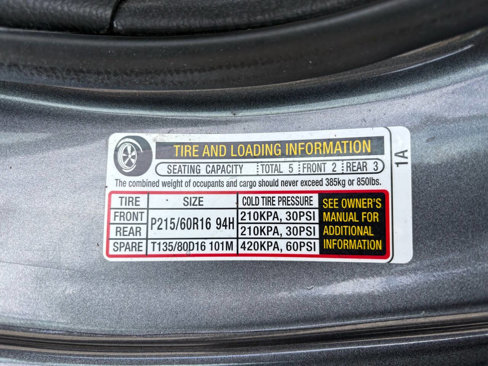 TIRE AND LOADING INFORMATION
SEATING CAPACITY TOTAL 5 FRONT 2 REAR 3
The combined weight of occupants and cargo should never exceed 385kg or 850lbs.
TIRE SIZE COLD TIRE PRESSURE
FRONT P215/60R16 94H 210KPA, 30PSI
REAR 210KPA, 30PSI
SPARE T135/80D16 101M 420KPA, 60PSI
SEE OWNER'S
MANUAL FOR
ADDITIONAL
INFORMATION
1A